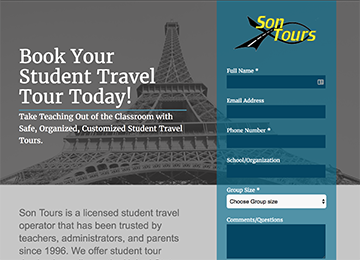 Book Your
Student Travel
Tour Today!
Take Teaching Out of the Classroom with
Safe, Organized, Customized Student Travel
Tours.
Son Tours is a licensed student travel
operator that has been trusted by
teachers, administrators, and parents
since 1996. We offer student tour
Son
Tours
Full Name *
Email Address
Phone Number *
School/Organization
Group Size *
Choose Group size
Comments/Questions